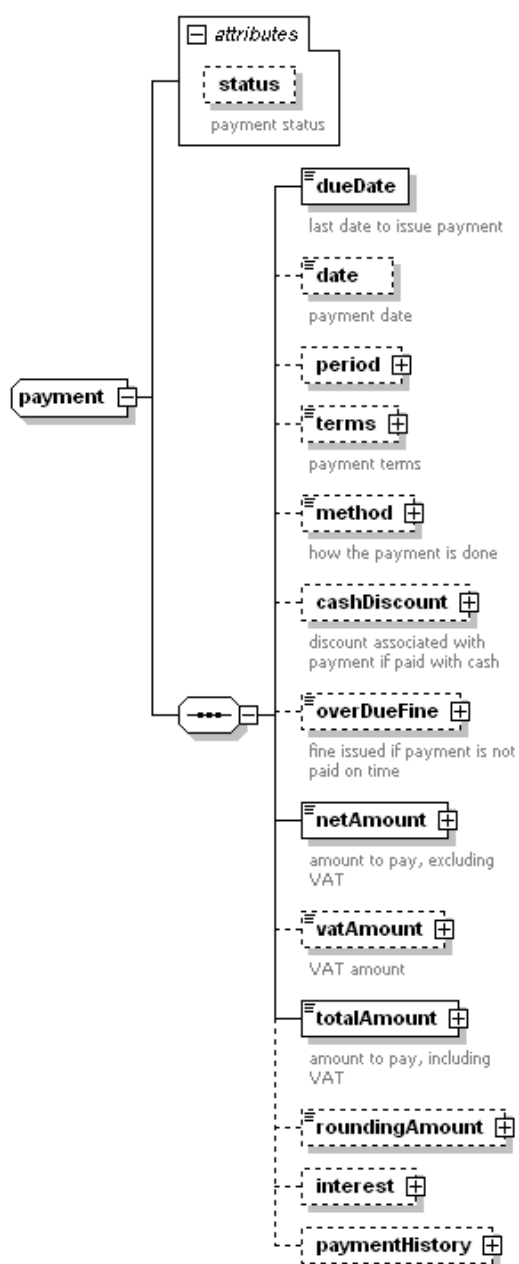 attributes
status
payment status
dueDate
last date to issue payment
date
payment date
period
payment
terms
payment terms
method
how the payment is done
cashDiscount
discount associated with
payment if paid with cash
overDueFine
fine issued if payment is not
paid on time
netAmount
amount to pay, excluding
VAT
vatAmount
VAT amount
totalAmount
amount to pay, including
VAT
roundingAmount
interest
paymentHistory